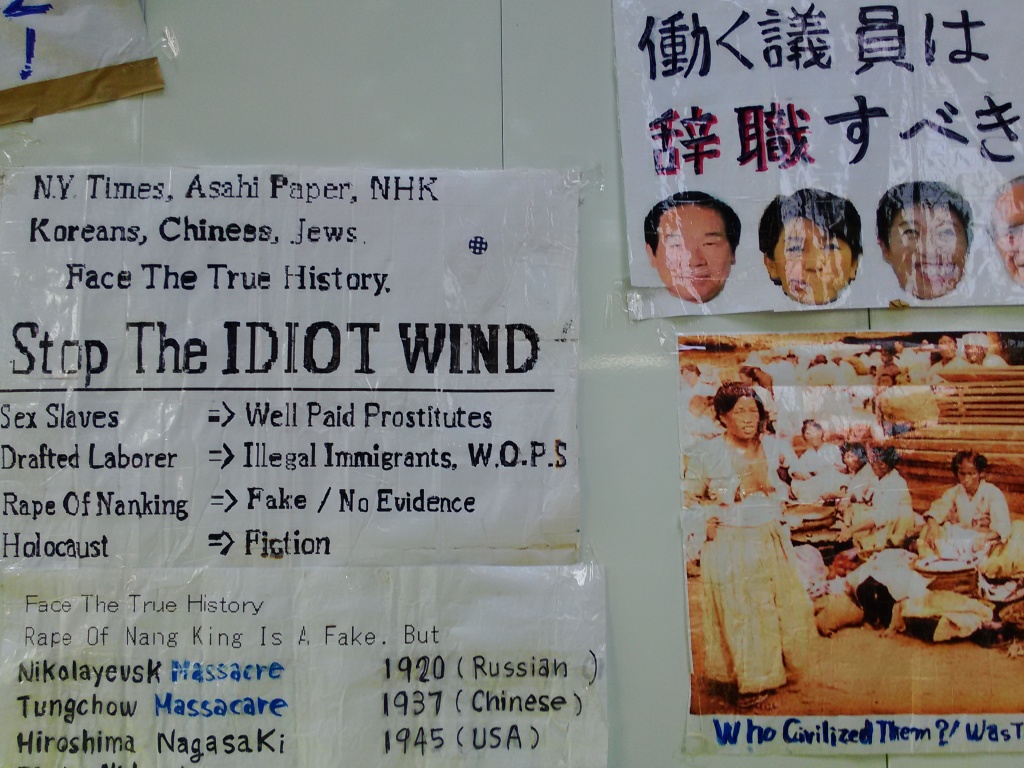 N.Y. Times, Asahi Paper, NHK
Koreans, Chiness, Jews.
Face The True History.
Stop The IDIOT WIND
Sex Slaves => Well Paid Prostitutes
Drafted Laborer => Illegal Immigrants, W.O.P.S
Rape Of Nanking => Fake / No Evidence
Holocaust => Fiction
Face The True History
Rape Of Nang King Is A Fake. But
Nikolayevsk Massacre 1920 (Russian )
Tungchow Massacare 1937 (Chinese)
Hiroshima Nagasaki 1945 (USA)
働く議員は
辞職すべき
Who Civilized Them?! Was